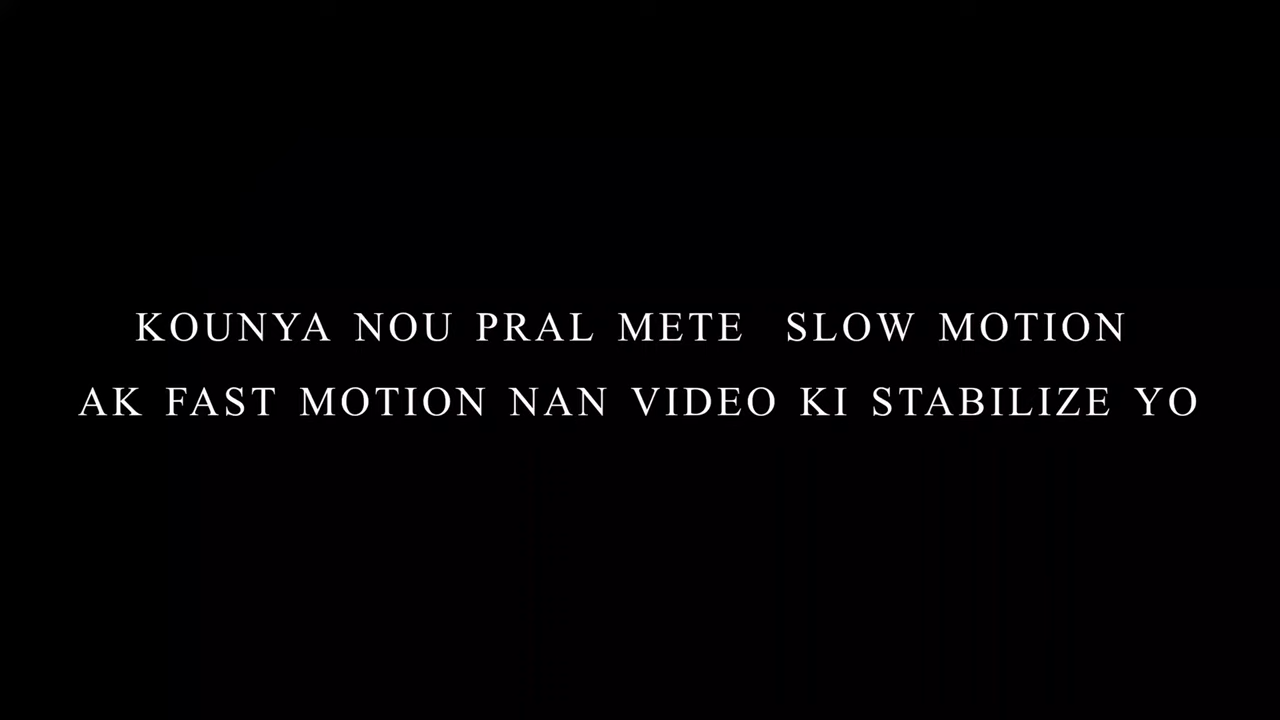 KOUNYA NOU PRAL METE SLOW MOTION
AK FAST MOTION NAN VIDEO KI STABILIZE YO